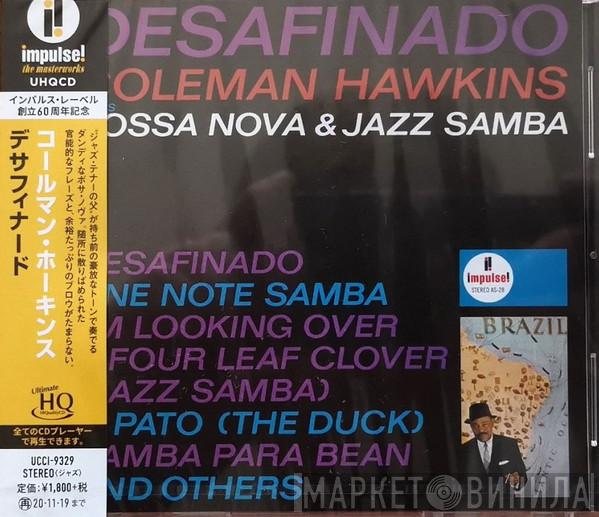 impulse!
the masterworks
UHQCD
インパルス・レーベル
創立60周年記念
コールマン・ホーキンス
デサフィナード
"ジャズ・テナーの父"が持ち前の豪放なトーンで奏でる
ダンディなボサ・ノヴァ。随所に散りばめられた
官能的なフレーズと、余裕たっぷりのブロウがたまらない。
Ultimate
HQ
HiQualityCD
全てのCDプレーヤー
で再生できます。
UCCI-9329
STEREO(ジャズ)
定価:¥1,800+税
再 20・11・19まで
DESAFINADO
COLEMAN HAWKINS
OSSA NOVA & JAZZ SAMBA
ESAFINADO
NE NOTE SAMBA
M LOOKING OVER
FOUR LEAF CLOVER
JAZZ SAMBA)
PATO (THE DUCK)
AMBA PARA BEAN
ND OTHERS
impulse!
STEREO AS-28
BRAZIL
МАРКЕТ ВИНИЛА